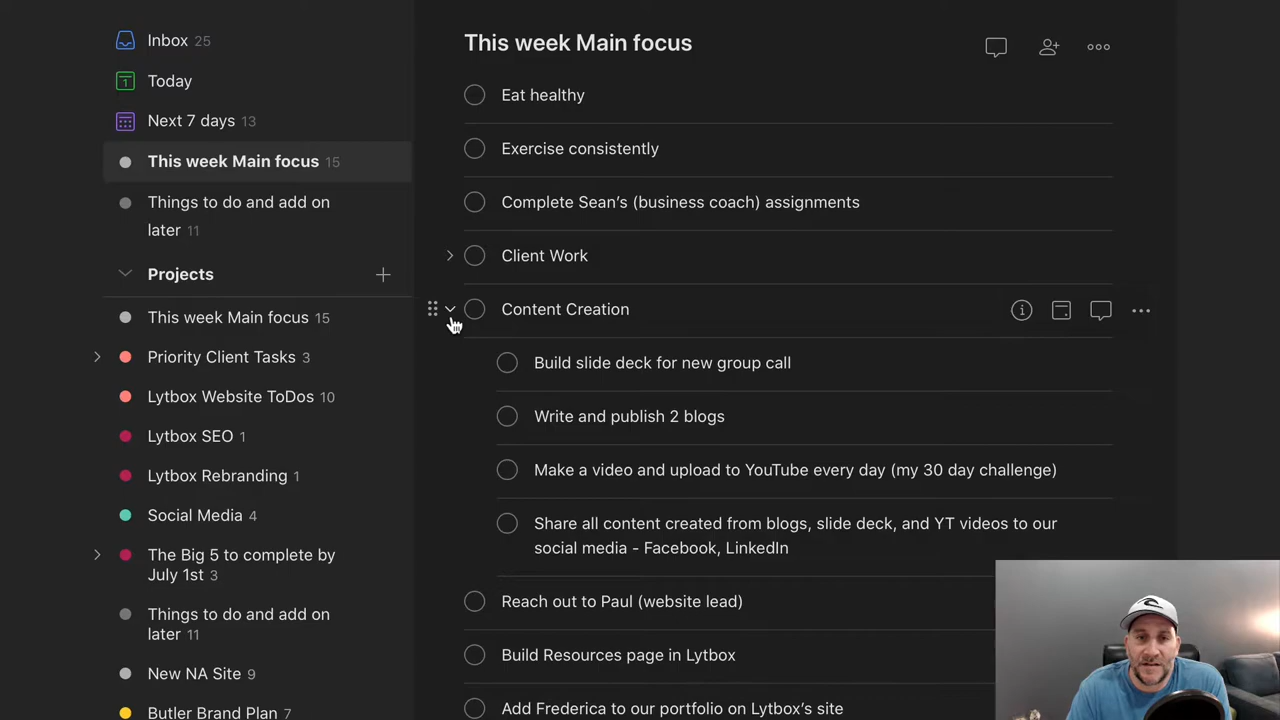 Inbox 25
Today
Next 7 days 13
This week Main focus 15
Things to do and add on
later 11
Projects
This week Main focus 15
Priority Client Tasks 3
Lytbox Website ToDos 10
Lytbox SEO 1
Lytbox Rebranding 1
Social Media 4
The Big 5 to complete by
July 1st 3
Things to do and add on
later 11
New NA Site 9
Butler Brand Plan 7
This week Main focus
Eat healthy
Exercise consistently
Complete Sean's (business coach) assignments
Client Work
Content Creation
Build slide deck for new group call
Write and publish 2 blogs
Make a video and upload to YouTube every day (my 30 day challenge)
Share all content created from blogs, slide deck, and YT videos to our
social media - Facebook, LinkedIn
Reach out to Paul (website lead)
Build Resources page in Lytbox
Add Frederica to our portfolio on Lytbox's site